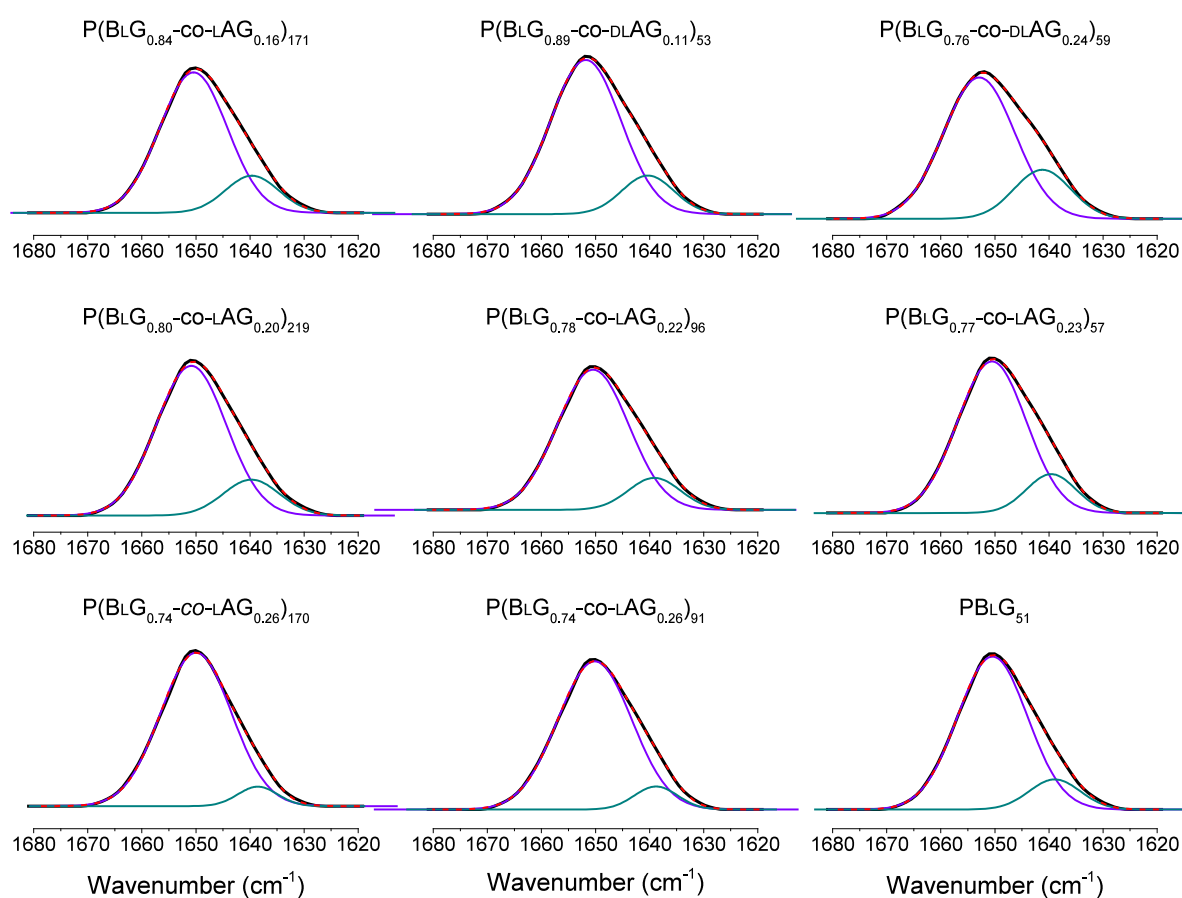 P(BLG0.84-co-LAG0.16)171
P(BLG0.89-co-DLAG0.11)53
P(BLG0.76-co-DLAG0.24)59
1680 1670 1660 1650 1640 1630 1620
1680 1670 1660 1650 1640 1630 1620
1680 1670 1660 1650 1640 1630 1620
P(BLG0.80-co-LAG0.20)219
P(BLG0.78-co-LAG0.22)96
P(BLG0.77-co-LAG0.23)57
1680 1670 1660 1650 1640 1630 1620
1680 1670 1660 1650 1640 1630 1620
1680 1670 1660 1650 1640 1630 1620
P(BLG0.74-co-LAG0.26)170
P(BLG0.74-co-LAG0.26)91
PBLG51
1680 1670 1660 1650 1640 1630 1620
1680 1670 1660 1650 1640 1630 1620
1680 1670 1660 1650 1640 1630 1620
Wavenumber (cm-1)
Wavenumber (cm-1)
Wavenumber (cm-1)